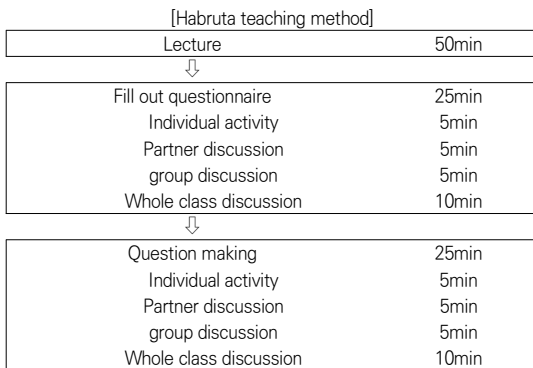 [Habruta teaching method]
Lecture 50min
⇩
Fill out questionnaire 25min
Individual activity 5min
Partner discussion 5min
group discussion 5min
Whole class discussion 10min
⇩
Question making 25min
Individual activity 5min
Partner discussion 5min
group discussion 5min
Whole class discussion 10min